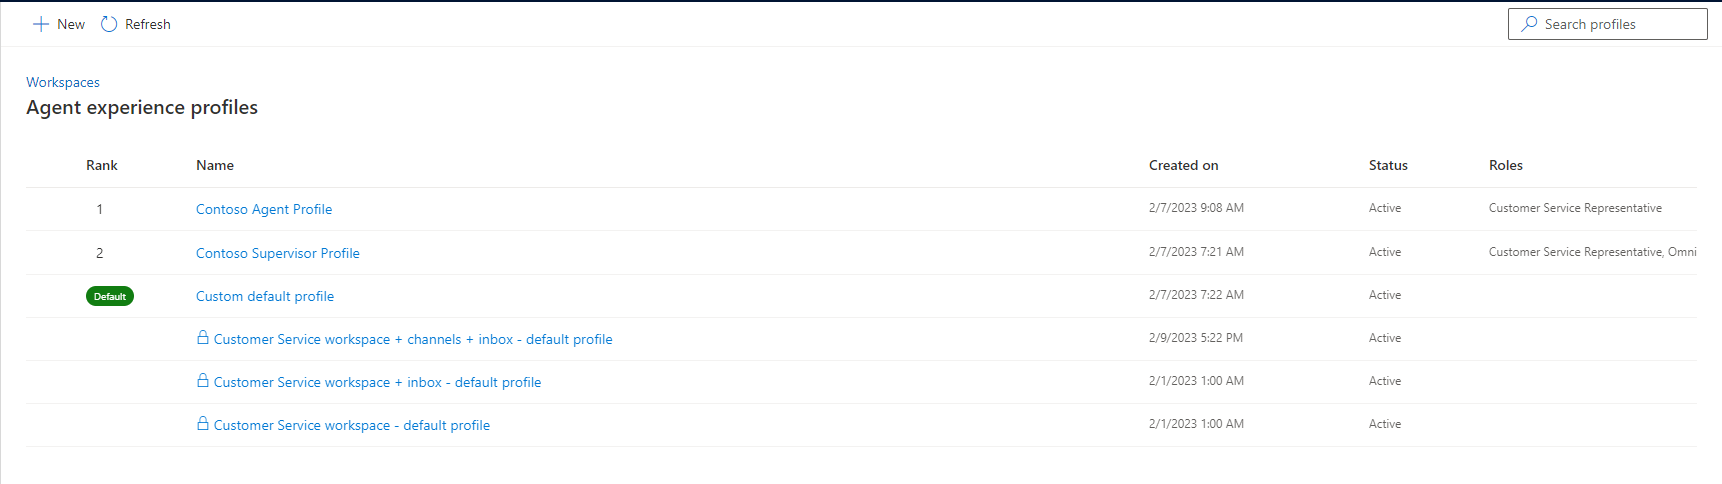 New Refresh Search profiles
Workspaces
Agent experience profiles
Rank Name Created on Status Roles
1 Contoso Agent Profile 2/7/2023 9:08 AM Active Customer Service Representative
2 Contoso Supervisor Profile 2/7/2023 7:21 AM Active Customer Service Representative, Omni
Default Custom default profile 2/7/2023 7:22 AM Active
Customer Service workspace + channels + inbox - default profile 2/9/2023 5:22 PM Active
Customer Service workspace + inbox - default profile 2/1/2023 1:00 AM Active
Customer Service workspace - default profile 2/1/2023 1:00 AM Active